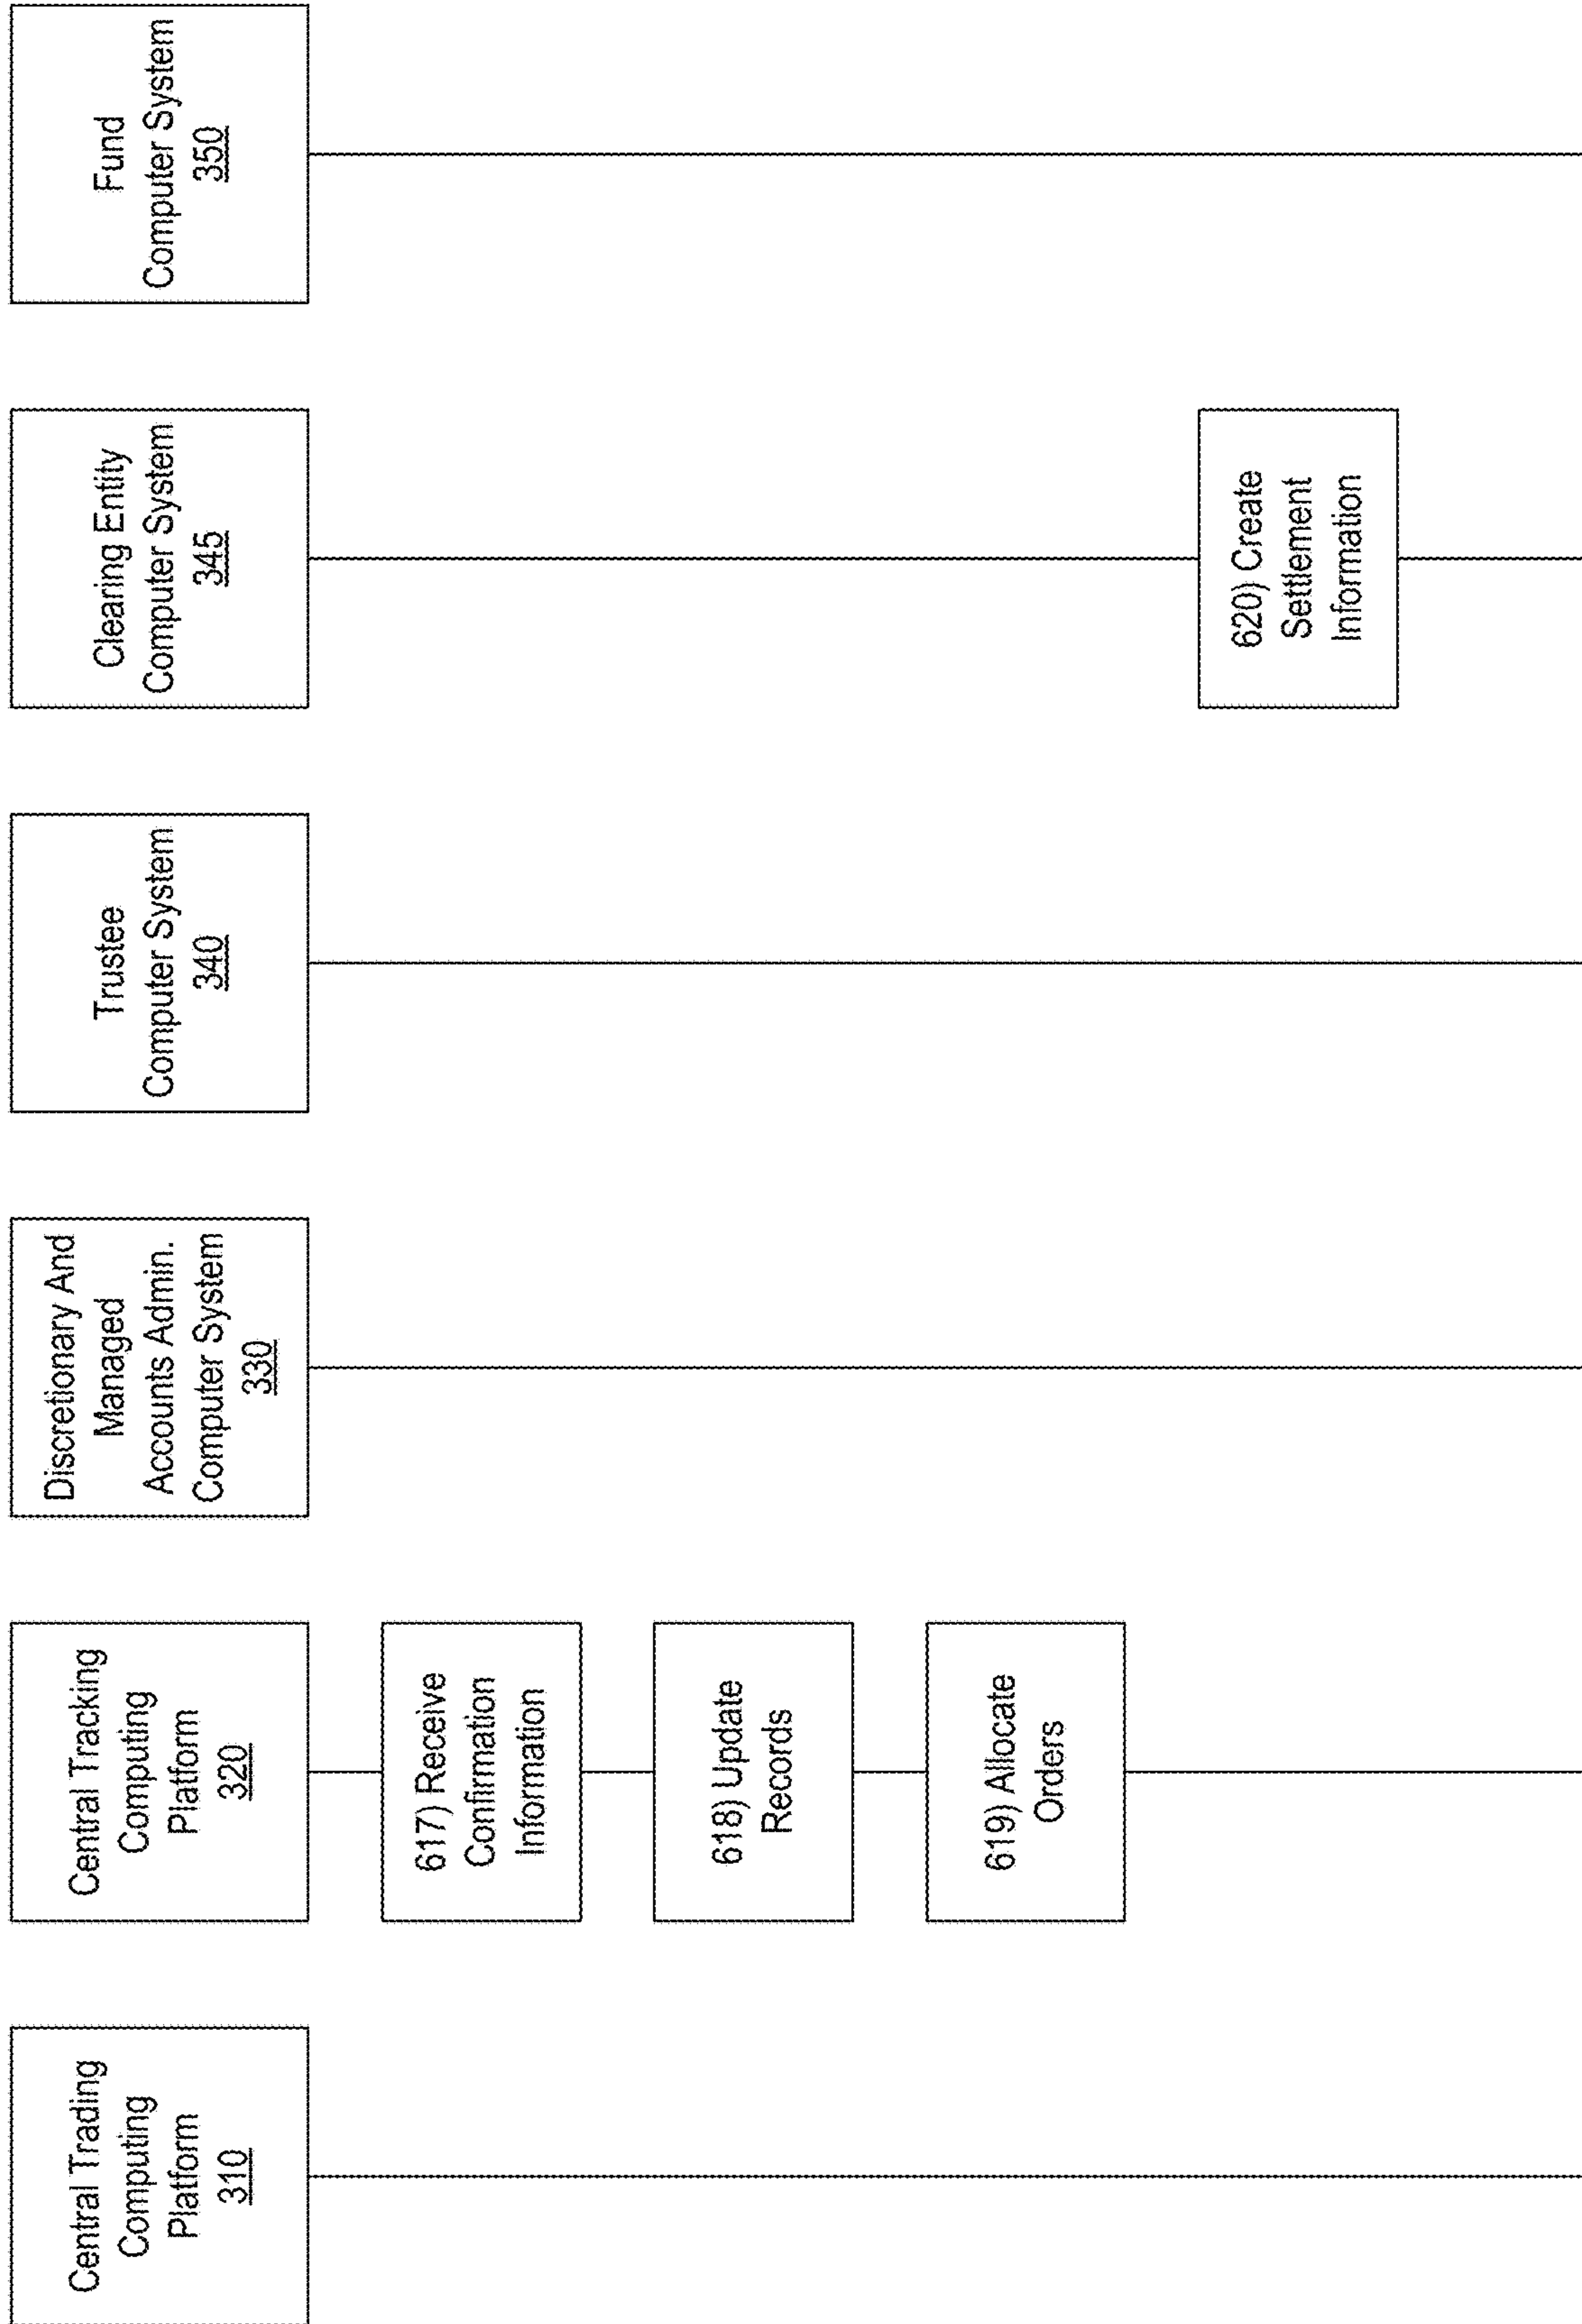 Central Trading
Computing
Platform
310
Central Tracking
Computing
Platform
320
Discretionary And
Managed
Accounts Admin.
Computer System
330
Trustee
Computer System
340
Clearing Entity
Computer System
345
Fund
Computer System
350
617) Receive
Confirmation
Information
618) Update
Records
619) Allocate
Orders
620) Create
Settlement
Information